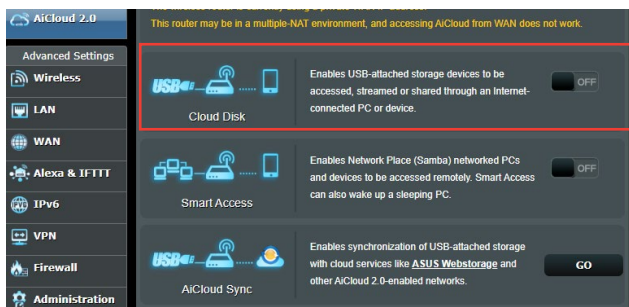 AiCloud 2.0
This router may be in a multiple-NAT environment, and accessing AiCloud from WAN does not work.
Advanced Settings
Wireless
LAN
WAN
Alexa & IFTTT
IPv6
VPN
Firewall
Administration
USB
Cloud Disk
Enables USB-attached storage devices to be
accessed, streamed or shared through an Internet-
connected PC or device.
OFF
Smart Access
Enables Network Place (Samba) networked PCs
and devices to be accessed remotely. Smart Access
can also wake up a sleeping PC.
OFF
USB
AiCloud Sync
Enables synchronization of USB-attached storage
with cloud services like ASUS Webstorage and
other AiCloud 2.0-enabled networks.
GO